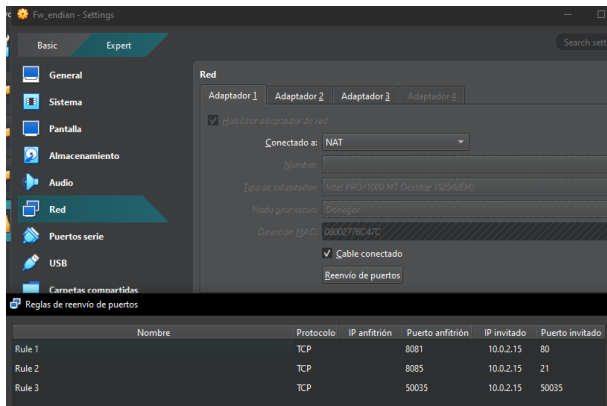 Fw_endian - Settings
Basic Expert
Search sett
General
Sistema
Pantalla
Almacenamiento
Audio
Red
Puertos serie
USB
Carpetas compartidas
Red
Adaptador 1 Adaptador 2 Adaptador 3 Adaptador 4
Habilitar adaptador de red
Conectado a: NAT
Nombre:
Tipo de adaptador: Intel PRO/1000 MT Desktop (82540EM)
Modo promiscuo: Denegar
Dirección MAC: 08002776C47C
Cable conectado
Reenvío de puertos
Reglas de reenvío de puertos
Nombre Protocolo IP anfitrión Puerto anfitrión IP invitado Puerto invitado
Rule 1 TCP 8081 10.0.2.15 80
Rule 2 TCP 8085 10.0.2.15 21
Rule 3 TCP 50035 10.0.2.15 50035